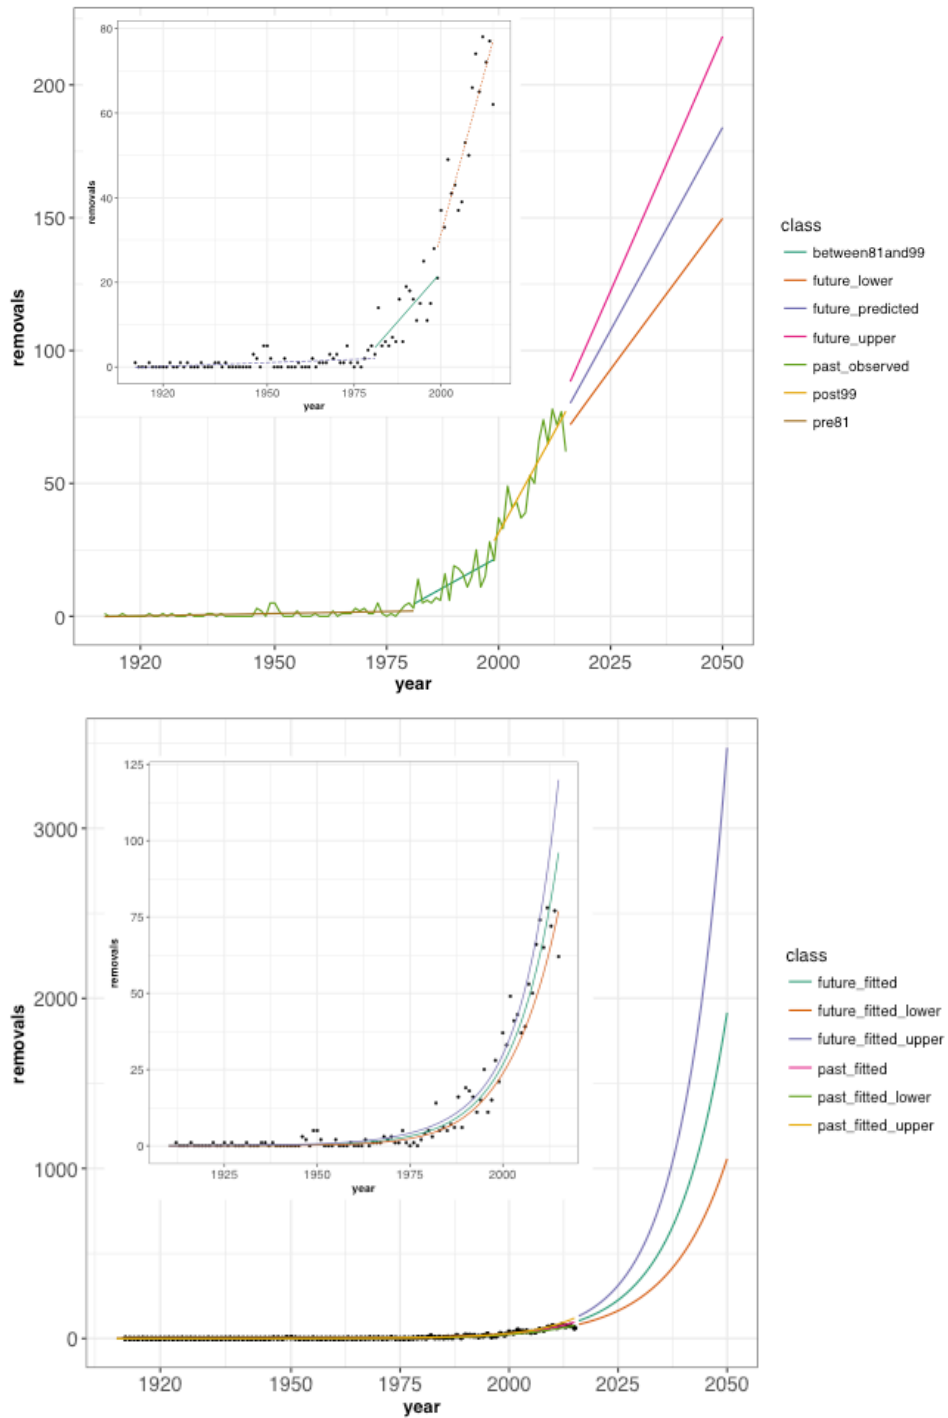 80
60
40
20
0
removals
1920
1950
1975
2000
year
200
150
100
50
0
removals
1920
1950
1975
2000
2025
2050
year
class
between81and99
future_lower
future_predicted
future_upper
past_observed
post99
pre81
125
100
75
50
25
0
removals
1925
1950
1975
2000
year
3000
2000
1000
0
removals
1920
1950
1975
2000
2025
2050
year
class
future_fitted
future_fitted_lower
future_fitted_upper
past_fitted
past_fitted_lower
past_fitted_upper